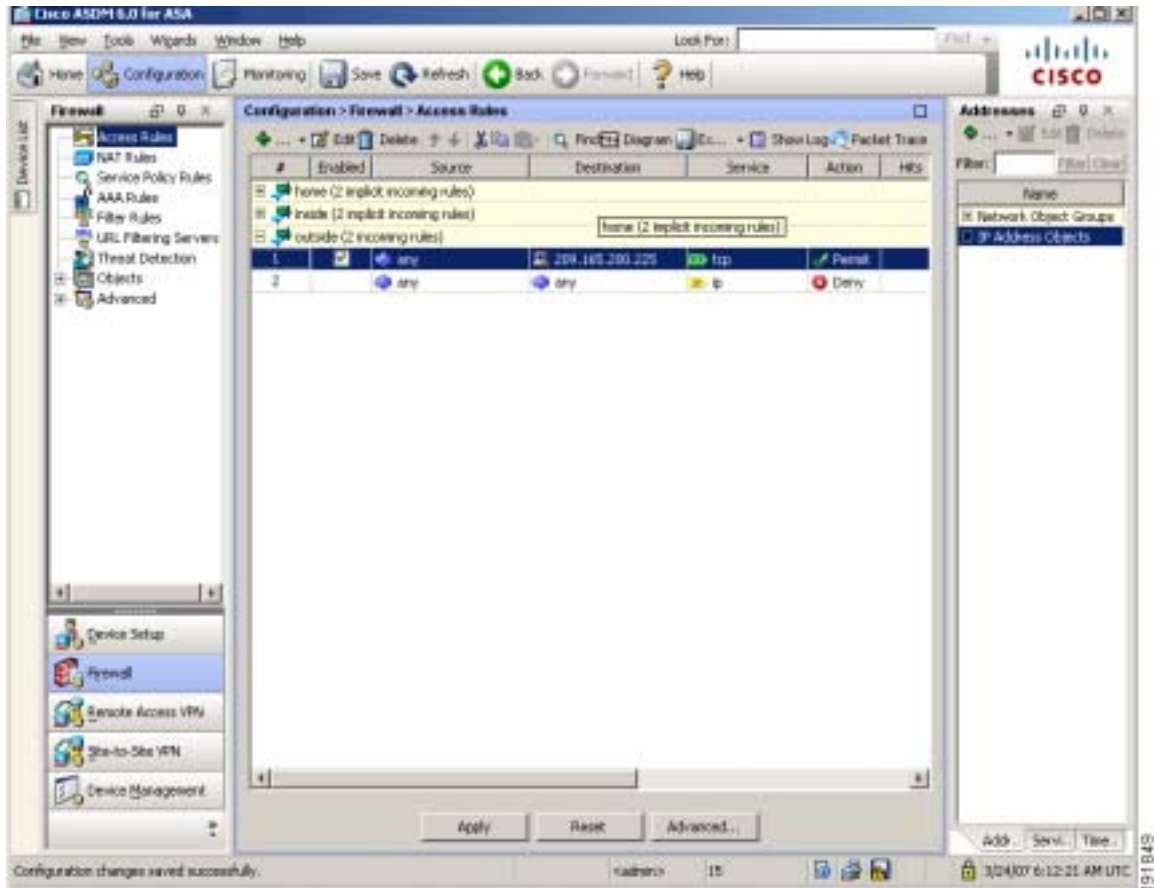 Cisco ASDM 6.0 for ASA
File View Tools Wizards Window Help Look For: Find
Home Configuration Monitoring Save Refresh Back Forward Help
CISCO
Device List
Firewall
Access Rules
NAT Rules
Service Policy Rules
AAA Rules
Filter Rules
URL Filtering Servers
Threat Detection
Objects
Advanced
Device Setup
Firewall
Remote Access VPN
Site-to-Site VPN
Device Management
Configuration > Firewall > Access Rules
... Edit Delete Find Diagram Ex... Show Log Packet Trace
# Enabled Source Destination Service Action Hits
home (2 implicit incoming rules)
inside (2 implicit incoming rules)
home (2 implicit incoming rules)
outside (2 incoming rules)
1 any 209.165.200.225 tcp Permit
2 any any ip Deny
Apply Reset Advanced...
Addresses
... Edit Delete
Filter: Filter Clear
Name
Network Object Groups
IP Address Objects
Addr.. Servi.. Time..
Configuration changes saved successfully. <admin> 15 3/24/07 6:12:21 AM UTC
191849